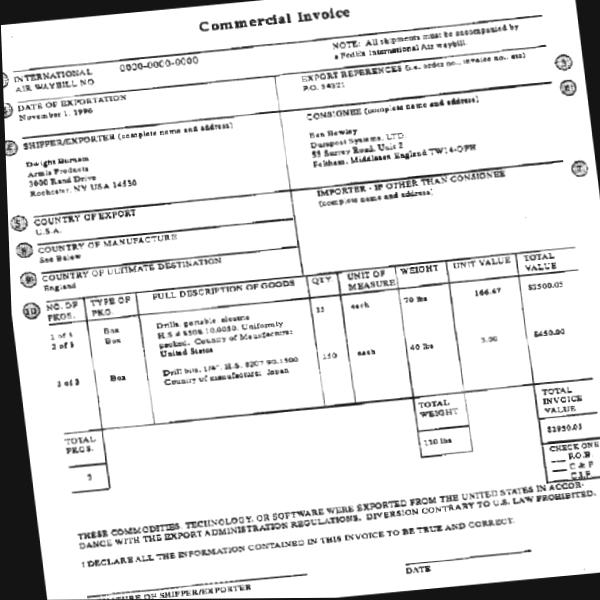 Commercial Invoice
INTERNATIONAL
AIR WAYBILL NO.
0000-0000-0000
NOTE: All shipments must be accompanied by
a FedEx International Air waybill.
DATE OF EXPORTATION
November 1, 1996
EXPORT REFERENCES (i.e. order no., invoice no., etc)
P.O. 34321
SHIPPER/EXPORTER (complete name and address)
Dwight Burnam
Armis Products
3000 Rand Drive
Rochester, NY USA 14530
CONSIGNEE (complete name and address)
Ben Howley
Durapost Systems, LTD
55 Surrey Road, Unit 2
Feltham, Middlesex England TW14-0PH
COUNTRY OF EXPORT
U.S.A.
IMPORTER - IF OTHER THAN CONSIGNEE
(complete name and address)
COUNTRY OF MANUFACTURE
See Below
COUNTRY OF ULTIMATE DESTINATION
England
10
NO. OF
PKGS.
TYPE OF
PKG.
FULL DESCRIPTION OF GOODS
QTY.
UNIT OF
MEASURE
WEIGHT
UNIT VALUE
TOTAL
VALUE
1 of 3
2 of 3
Box
Box
Drills, portable, electric
H.S.# 8508.10.0030. Uniformly
packed. Country of Manufacture:
United States
15
each
70 lbs
166.67
$2500.05
3 of 3
Box
Drill bits, 1/4", H.S. 8207.90.1500
Country of manufacture: Japan
150
each
40 lbs
3.00
$450.00
TOTAL
PKGS.
3
TOTAL
WEIGHT
110 lbs
TOTAL
INVOICE
VALUE
$2950.05
CHECK ONE
F.O.B.
C & F
C.I.F.
THESE COMMODITIES, TECHNOLOGY, OR SOFTWARE WERE EXPORTED FROM THE UNITED STATES IN ACCOR-
DANCE WITH THE EXPORT ADMINISTRATION REGULATIONS. DIVERSION CONTRARY TO U.S. LAW PROHIBITED.
I DECLARE ALL THE INFORMATION CONTAINED IN THIS INVOICE TO BE TRUE AND CORRECT.
OF SHIPPER/EXPORTER
DATE